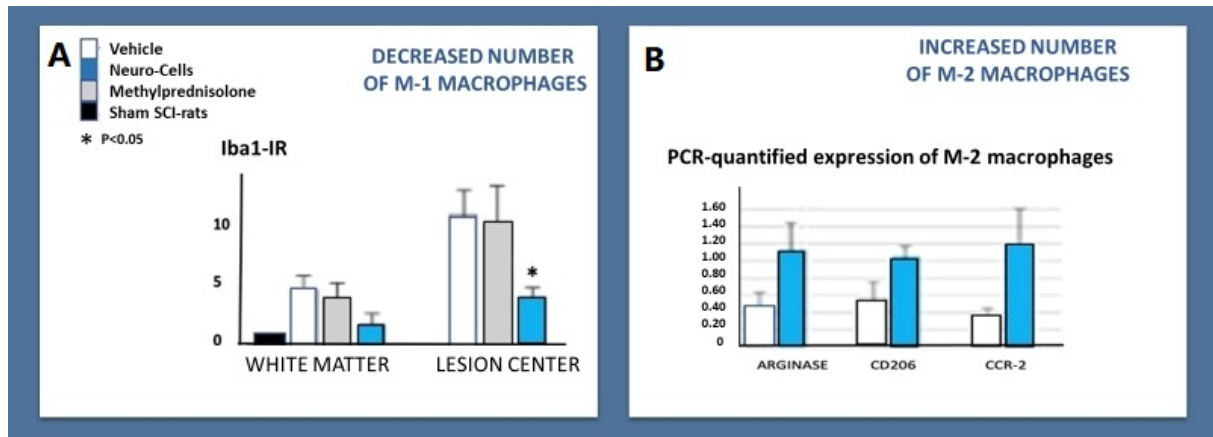 A
Vehicle
Neuro-Cells
Methylprednisolone
Sham SCI-rats
* P<0.05
DECREASED NUMBER
OF M-1 MACROPHAGES
Iba1-IR
10
5
0
*
WHITE MATTER
LESION CENTER
B
INCREASED NUMBER
OF M-2 MACROPHAGES
PCR-quantified expression of M-2 macrophages
1.60
1.40
1.20
1.00
0.80
0.60
0.40
0.20
0
ARGINASE
CD206
CCR-2